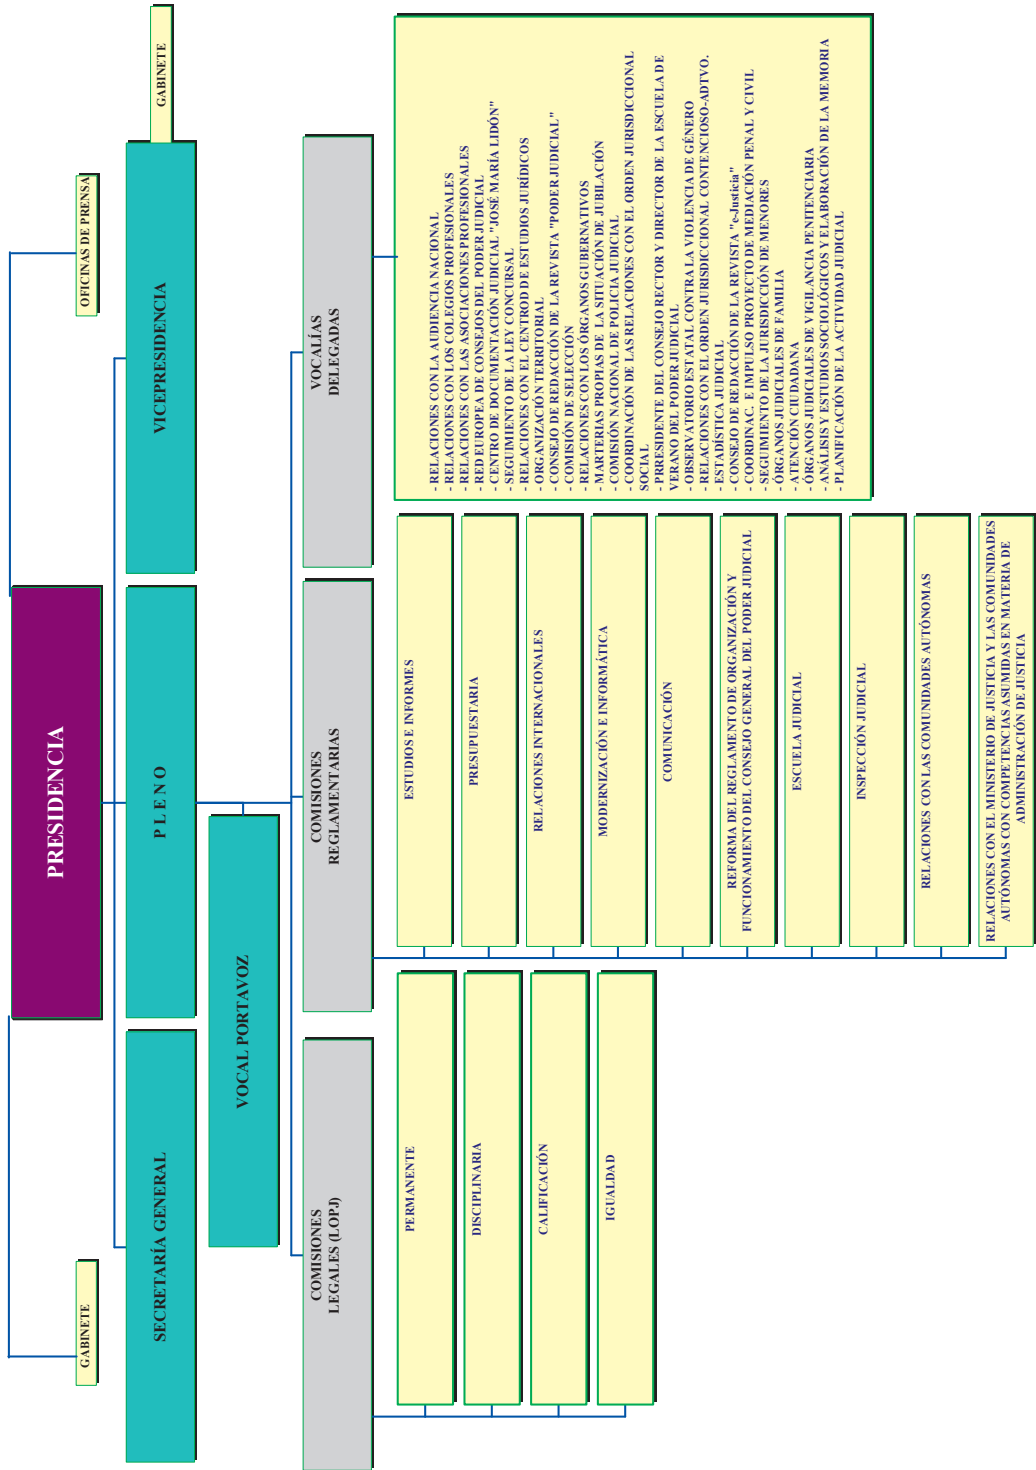 PRESIDENCIA
GABINETE
OFICINAS DE PRENSA
SECRETARÍA GENERAL
P L E N O
VICEPRESIDENCIA
GABINETE
VOCAL PORTAVOZ
COMISIONES
LEGALES (LOPJ)
PERMANENTE
DISCIPLINARIA
CALIFICACIÓN
IGUALDAD
COMISIONES
REGLAMENTARIAS
ESTUDIOS E INFORMES
PRESUPUESTARIA
RELACIONES INTERNACIONALES
MODERNIZACIÓN E INFORMÁTICA
COMUNICACIÓN
REFORMA DEL REGLAMENTO DE ORGANIZACIÓN Y
FUNCIONAMIENTO DEL CONSEJO GENERAL DEL PODER JUDICIAL
ESCUELA JUDICIAL
INSPECCIÓN JUDICIAL
RELACIONES CON LAS COMUNIDADES AUTÓNOMAS
RELACIONES CON EL MINISTERIO DE JUSTICIA Y LAS COMUNIDADES
AUTÓNOMAS CON COMPETENCIAS ASUMIDAS EN MATERIA DE
ADMINISTRACIÓN DE JUSTICIA
VOCALÍAS
DELEGADAS
- RELACIONES CON LA AUDIENCIA NACIONAL
- RELACIONES CON LOS COLEGIOS PROFESIONALES
- RELACIONES CON LAS ASOCIACIONES PROFESIONALES
- RED EUROPEA DE CONSEJOS DEL PODER JUDICIAL
- CENTRO DE DOCUMENTACIÓN JUDICIAL "JOSÉ MARÍA LIDÓN"
- SEGUIMIENTO DE LA LEY CONCURSAL
- RELACIONES CON EL CENTROD DE ESTUDIOS JURÍDICOS
- ORGANIZACIÓN TERRITORIAL
- CONSEJO DE REDACCIÓN DE LA REVISTA "PODER JUDICIAL"
- COMISIÓN DE SELECCIÓN
- RELACIONES CON LOS ÓRGANOS GUBERNATIVOS
- MARTERIAS PROPIAS DE LA SITUACIÓN DE JUBILACIÓN
- COMISIÓN NACIONAL DE POLICIA JUDICIAL
- COORDINACIÓN DE LAS RELACIONES CON EL ORDEN JURISDICCIONAL
SOCIAL
- PRRESIDENTE DEL CONSEJO RECTOR Y DIRECTOR DE LA ESCUELA DE
VERANO DEL PODER JUDICIAL
- OBSERVATORIO ESTATAL CONTRA LA VIOLENCIA DE GÉNERO
- RELACIONES CON EL ORDEN JURISDICCIONAL CONTENCIOSO-ADTVO.
- ESTADÍSTICA JUDICIAL
- CONSEJO DE REDACCIÓN DE LA REVISTA "e-Justicia"
- COORDINAC. E IMPULSO PROYECTO DE MEDIACIÓN PENAL Y CIVIL
- SEGUIMIENTO DE LA JURISDICCIÓN DE MENORES
- ÓRGANOS JUDICIALES DE FAMILIA
- ATENCIÓN CIUDADANA
- ÓRGANOS JUDICIALES DE VIGILANCIA PENITENCIARIA
- ANÁLISIS Y ESTUDIOS SOCIOLÓGICOS Y ELABORACIÓN DE LA MEMORIA
- PLANIFICACIÓN DE LA ACTIVIDAD JUDICIAL